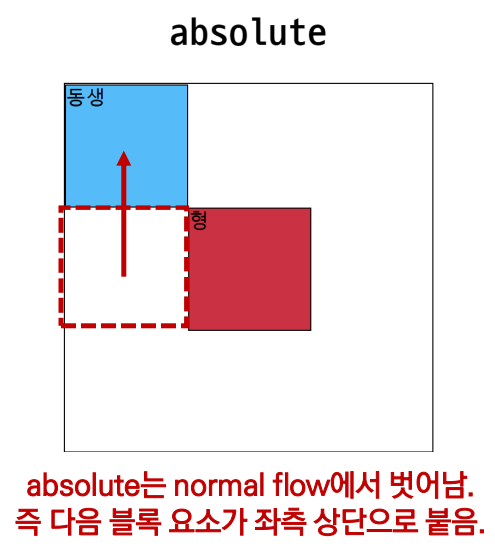 absolute
동생
형
absolute는 normal flow에서 벗어남.
즉 다음 블록 요소가 좌측 상단으로 붙음.